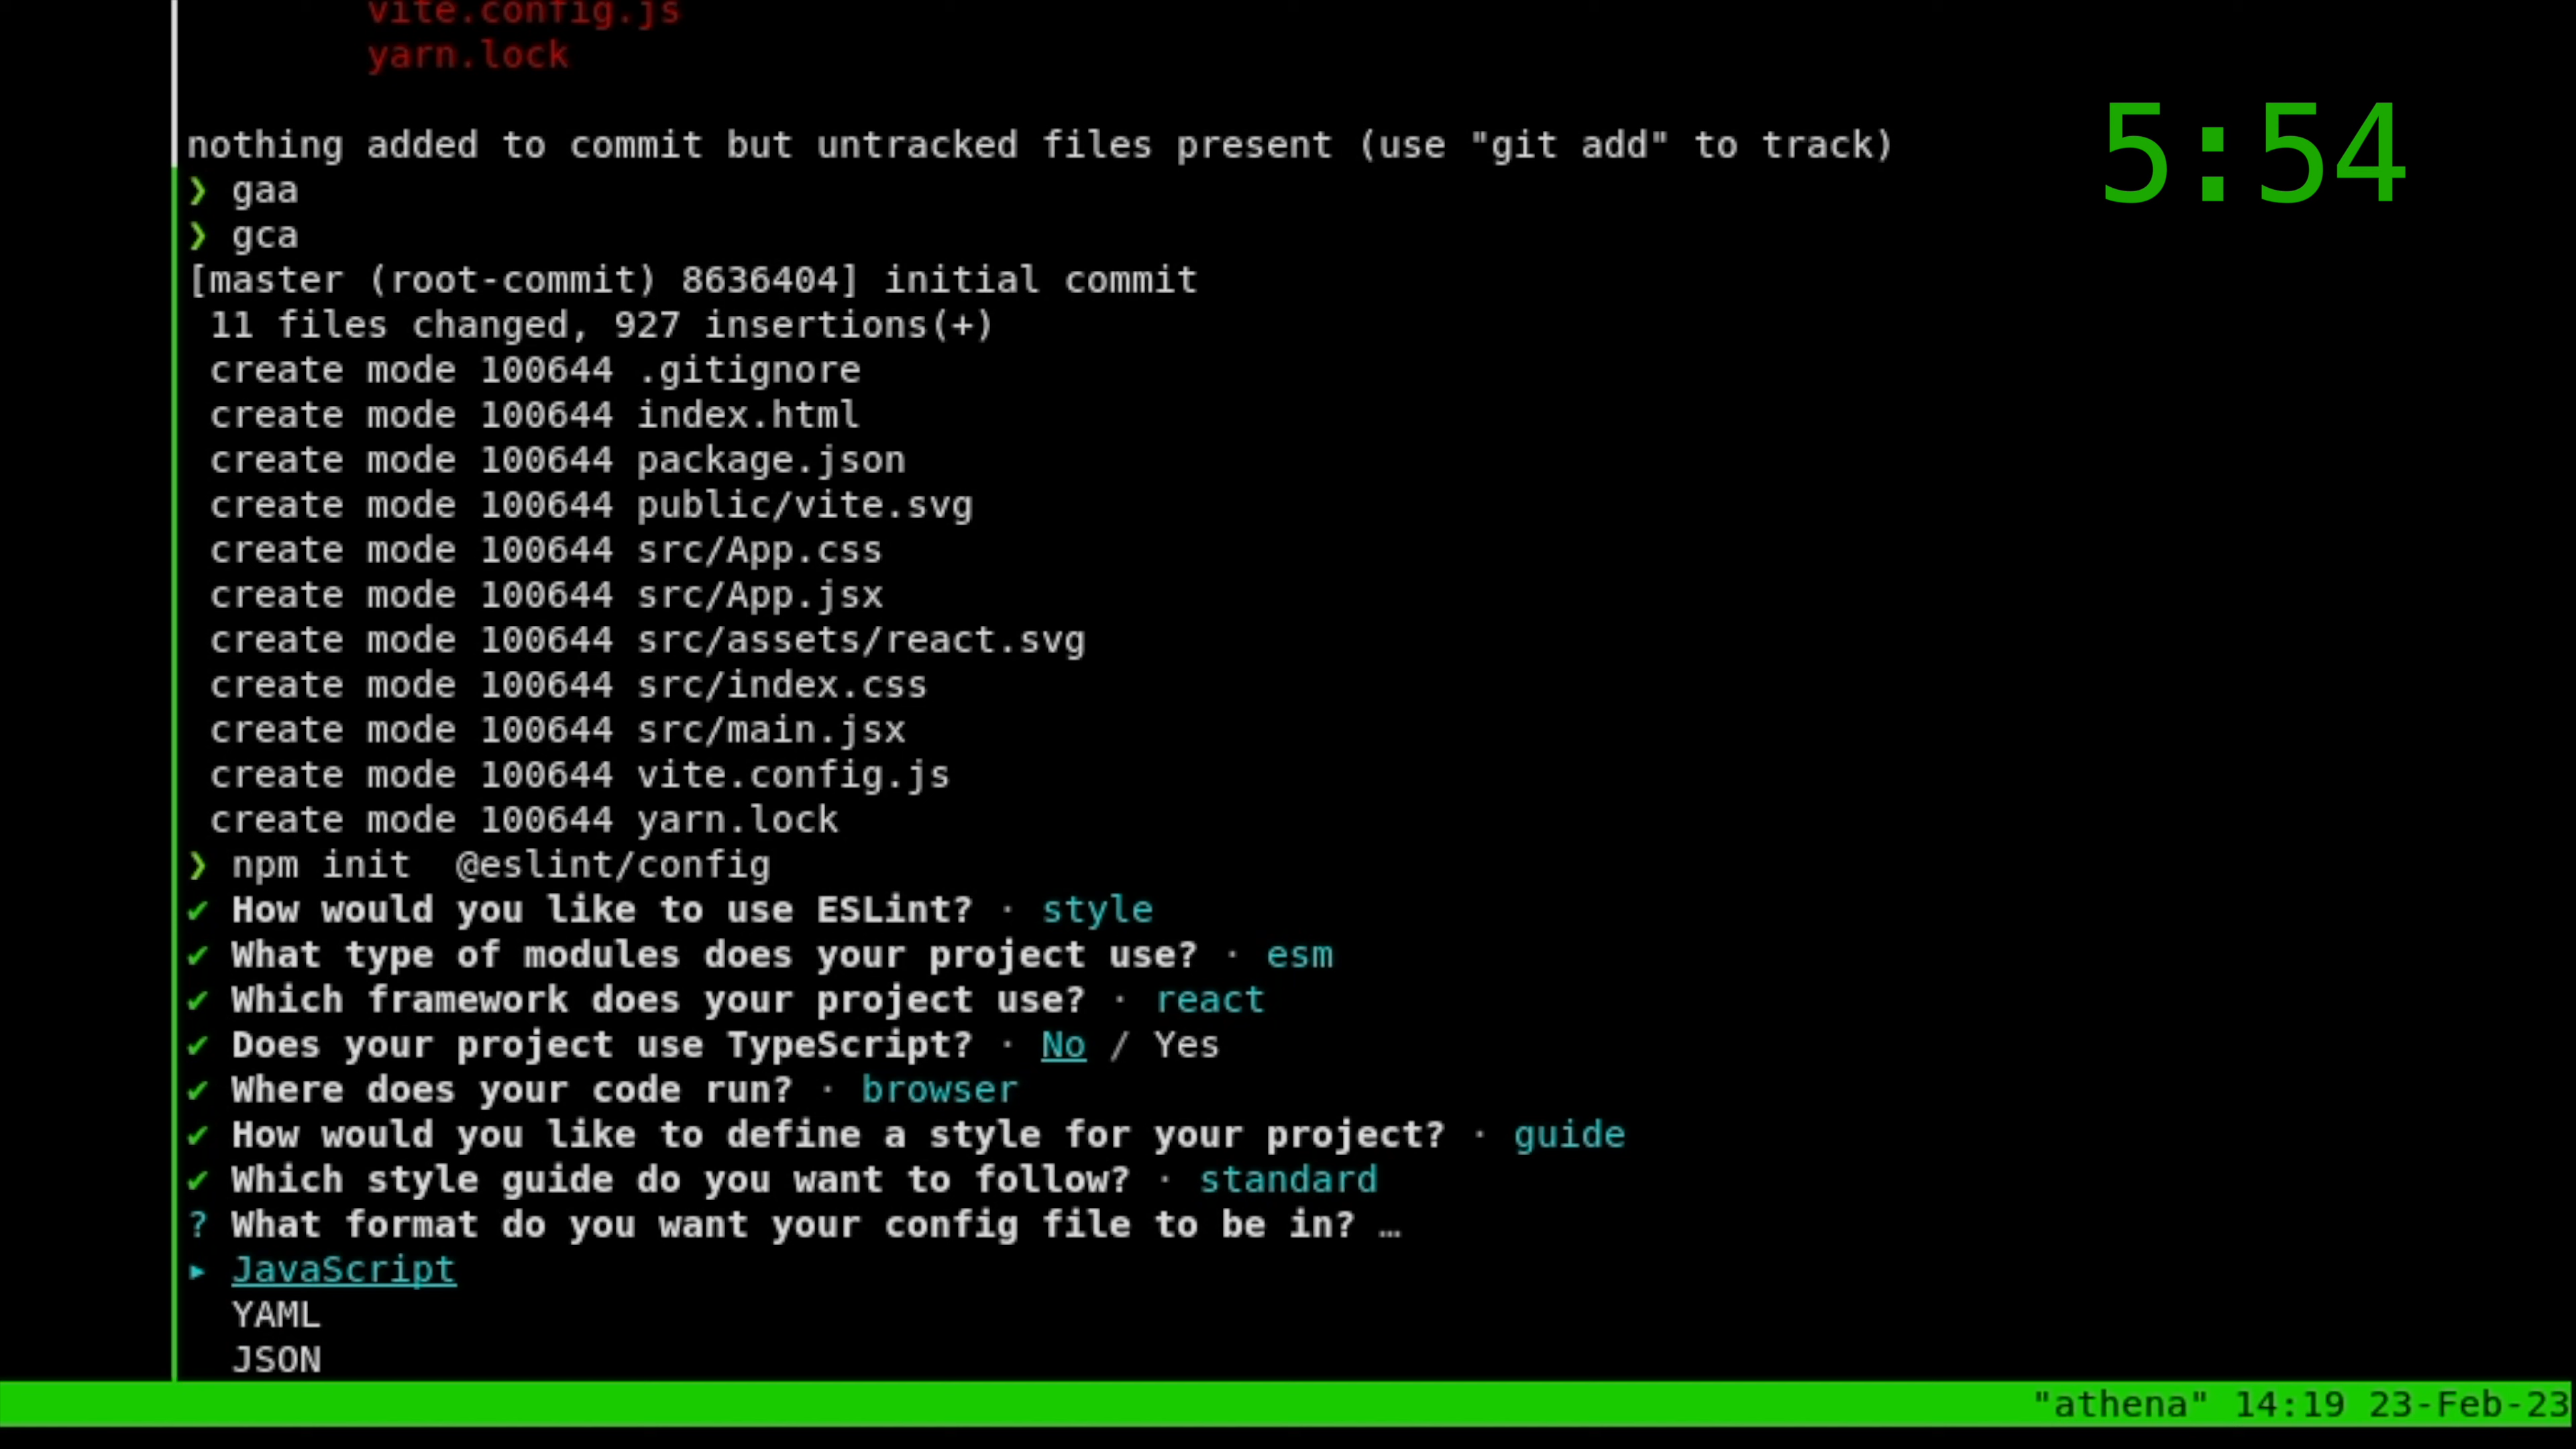 vite.config.js
yarn.lock
nothing added to commit but untracked files present (use "git add" to track)
5:54
❯ gaa
❯ gca
[master (root-commit) 8636404] initial commit
11 files changed, 927 insertions(+)
create mode 100644 .gitignore
create mode 100644 index.html
create mode 100644 package.json
create mode 100644 public/vite.svg
create mode 100644 src/App.css
create mode 100644 src/App.jsx
create mode 100644 src/assets/react.svg
create mode 100644 src/index.css
create mode 100644 src/main.jsx
create mode 100644 vite.config.js
create mode 100644 yarn.lock
❯ npm init  @eslint/config
✔ How would you like to use ESLint? · style
✔ What type of modules does your project use? · esm
✔ Which framework does your project use? · react
✔ Does your project use TypeScript? · No / Yes
✔ Where does your code run? · browser
✔ How would you like to define a style for your project? · guide
✔ Which style guide do you want to follow? · standard
? What format do you want your config file to be in? …
▸ JavaScript
YAML
JSON
"athena" 14:19 23-Feb-23